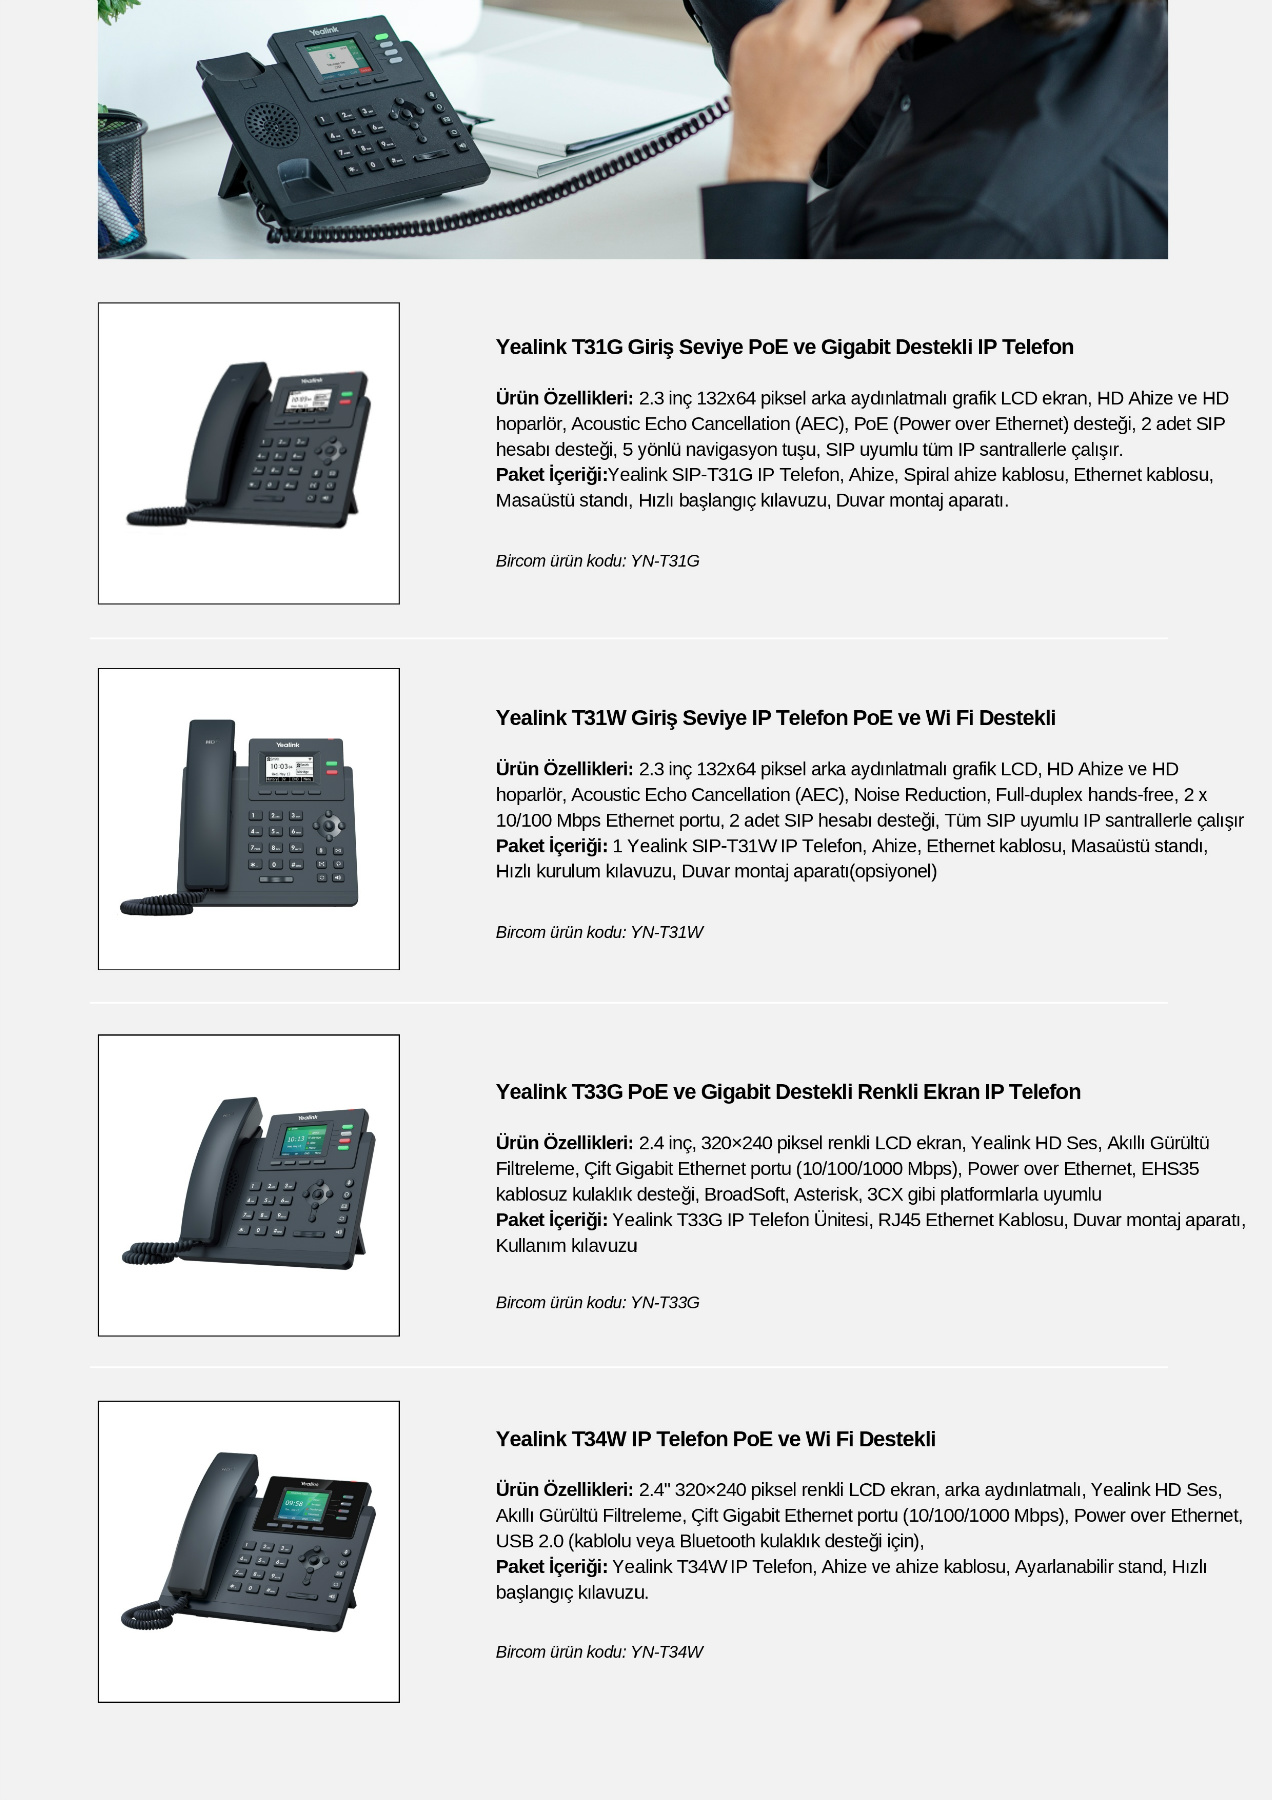 Yealink
Yealink T31G Giriş Seviye PoE ve Gigabit Destekli IP Telefon
Ürün Özellikleri: 2.3 inç 132x64 piksel arka aydınlatmalı grafik LCD ekran, HD Ahize ve HD
hoparlör, Acoustic Echo Cancellation (AEC), PoE (Power over Ethernet) desteği, 2 adet SIP
hesabı desteği, 5 yönlü navigasyon tuşu, SIP uyumlu tüm IP santrallerle çalışır.
Paket İçeriği:Yealink SIP-T31G IP Telefon, Ahize, Spiral ahize kablosu, Ethernet kablosu,
Masaüstü standı, Hızlı başlangıç kılavuzu, Duvar montaj aparatı.
Bircom ürün kodu: YN-T31G
Yealink
10:03
Yealink T31W Giriş Seviye IP Telefon PoE ve Wi Fi Destekli
Ürün Özellikleri: 2.3 inç 132x64 piksel arka aydınlatmalı grafik LCD, HD Ahize ve HD
hoparlör, Acoustic Echo Cancellation (AEC), Noise Reduction, Full-duplex hands-free, 2 x
10/100 Mbps Ethernet portu, 2 adet SIP hesabı desteği, Tüm SIP uyumlu IP santrallerle çalışır
Paket İçeriği: 1 Yealink SIP-T31W IP Telefon, Ahize, Ethernet kablosu, Masaüstü standı,
Hızlı kurulum kılavuzu, Duvar montaj aparatı(opsiyonel)
Bircom ürün kodu: YN-T31W
Yealink
10:03
Yealink T33G PoE ve Gigabit Destekli Renkli Ekran IP Telefon
Ürün Özellikleri: 2.4 inç, 320×240 piksel renkli LCD ekran, Yealink HD Ses, Akıllı Gürültü
Filtreleme, Çift Gigabit Ethernet portu (10/100/1000 Mbps), Power over Ethernet, EHS35
kablosuz kulaklık desteği, BroadSoft, Asterisk, 3CX gibi platformlarla uyumlu
Paket İçeriği: Yealink T33G IP Telefon Ünitesi, RJ45 Ethernet Kablosu, Duvar montaj aparatı,
Kullanım kılavuzu
Bircom ürün kodu: YN-T33G
Yealink
10:13
Yealink T34W IP Telefon PoE ve Wi Fi Destekli
Ürün Özellikleri: 2.4" 320×240 piksel renkli LCD ekran, arka aydınlatmalı, Yealink HD Ses,
Akıllı Gürültü Filtreleme, Çift Gigabit Ethernet portu (10/100/1000 Mbps), Power over Ethernet,
USB 2.0 (kablolu veya Bluetooth kulaklık desteği için),
Paket İçeriği: Yealink T34W IP Telefon, Ahize ve ahize kablosu, Ayarlanabilir stand, Hızlı
başlangıç kılavuzu.
Bircom ürün kodu: YN-T34W
Yealink
09:58